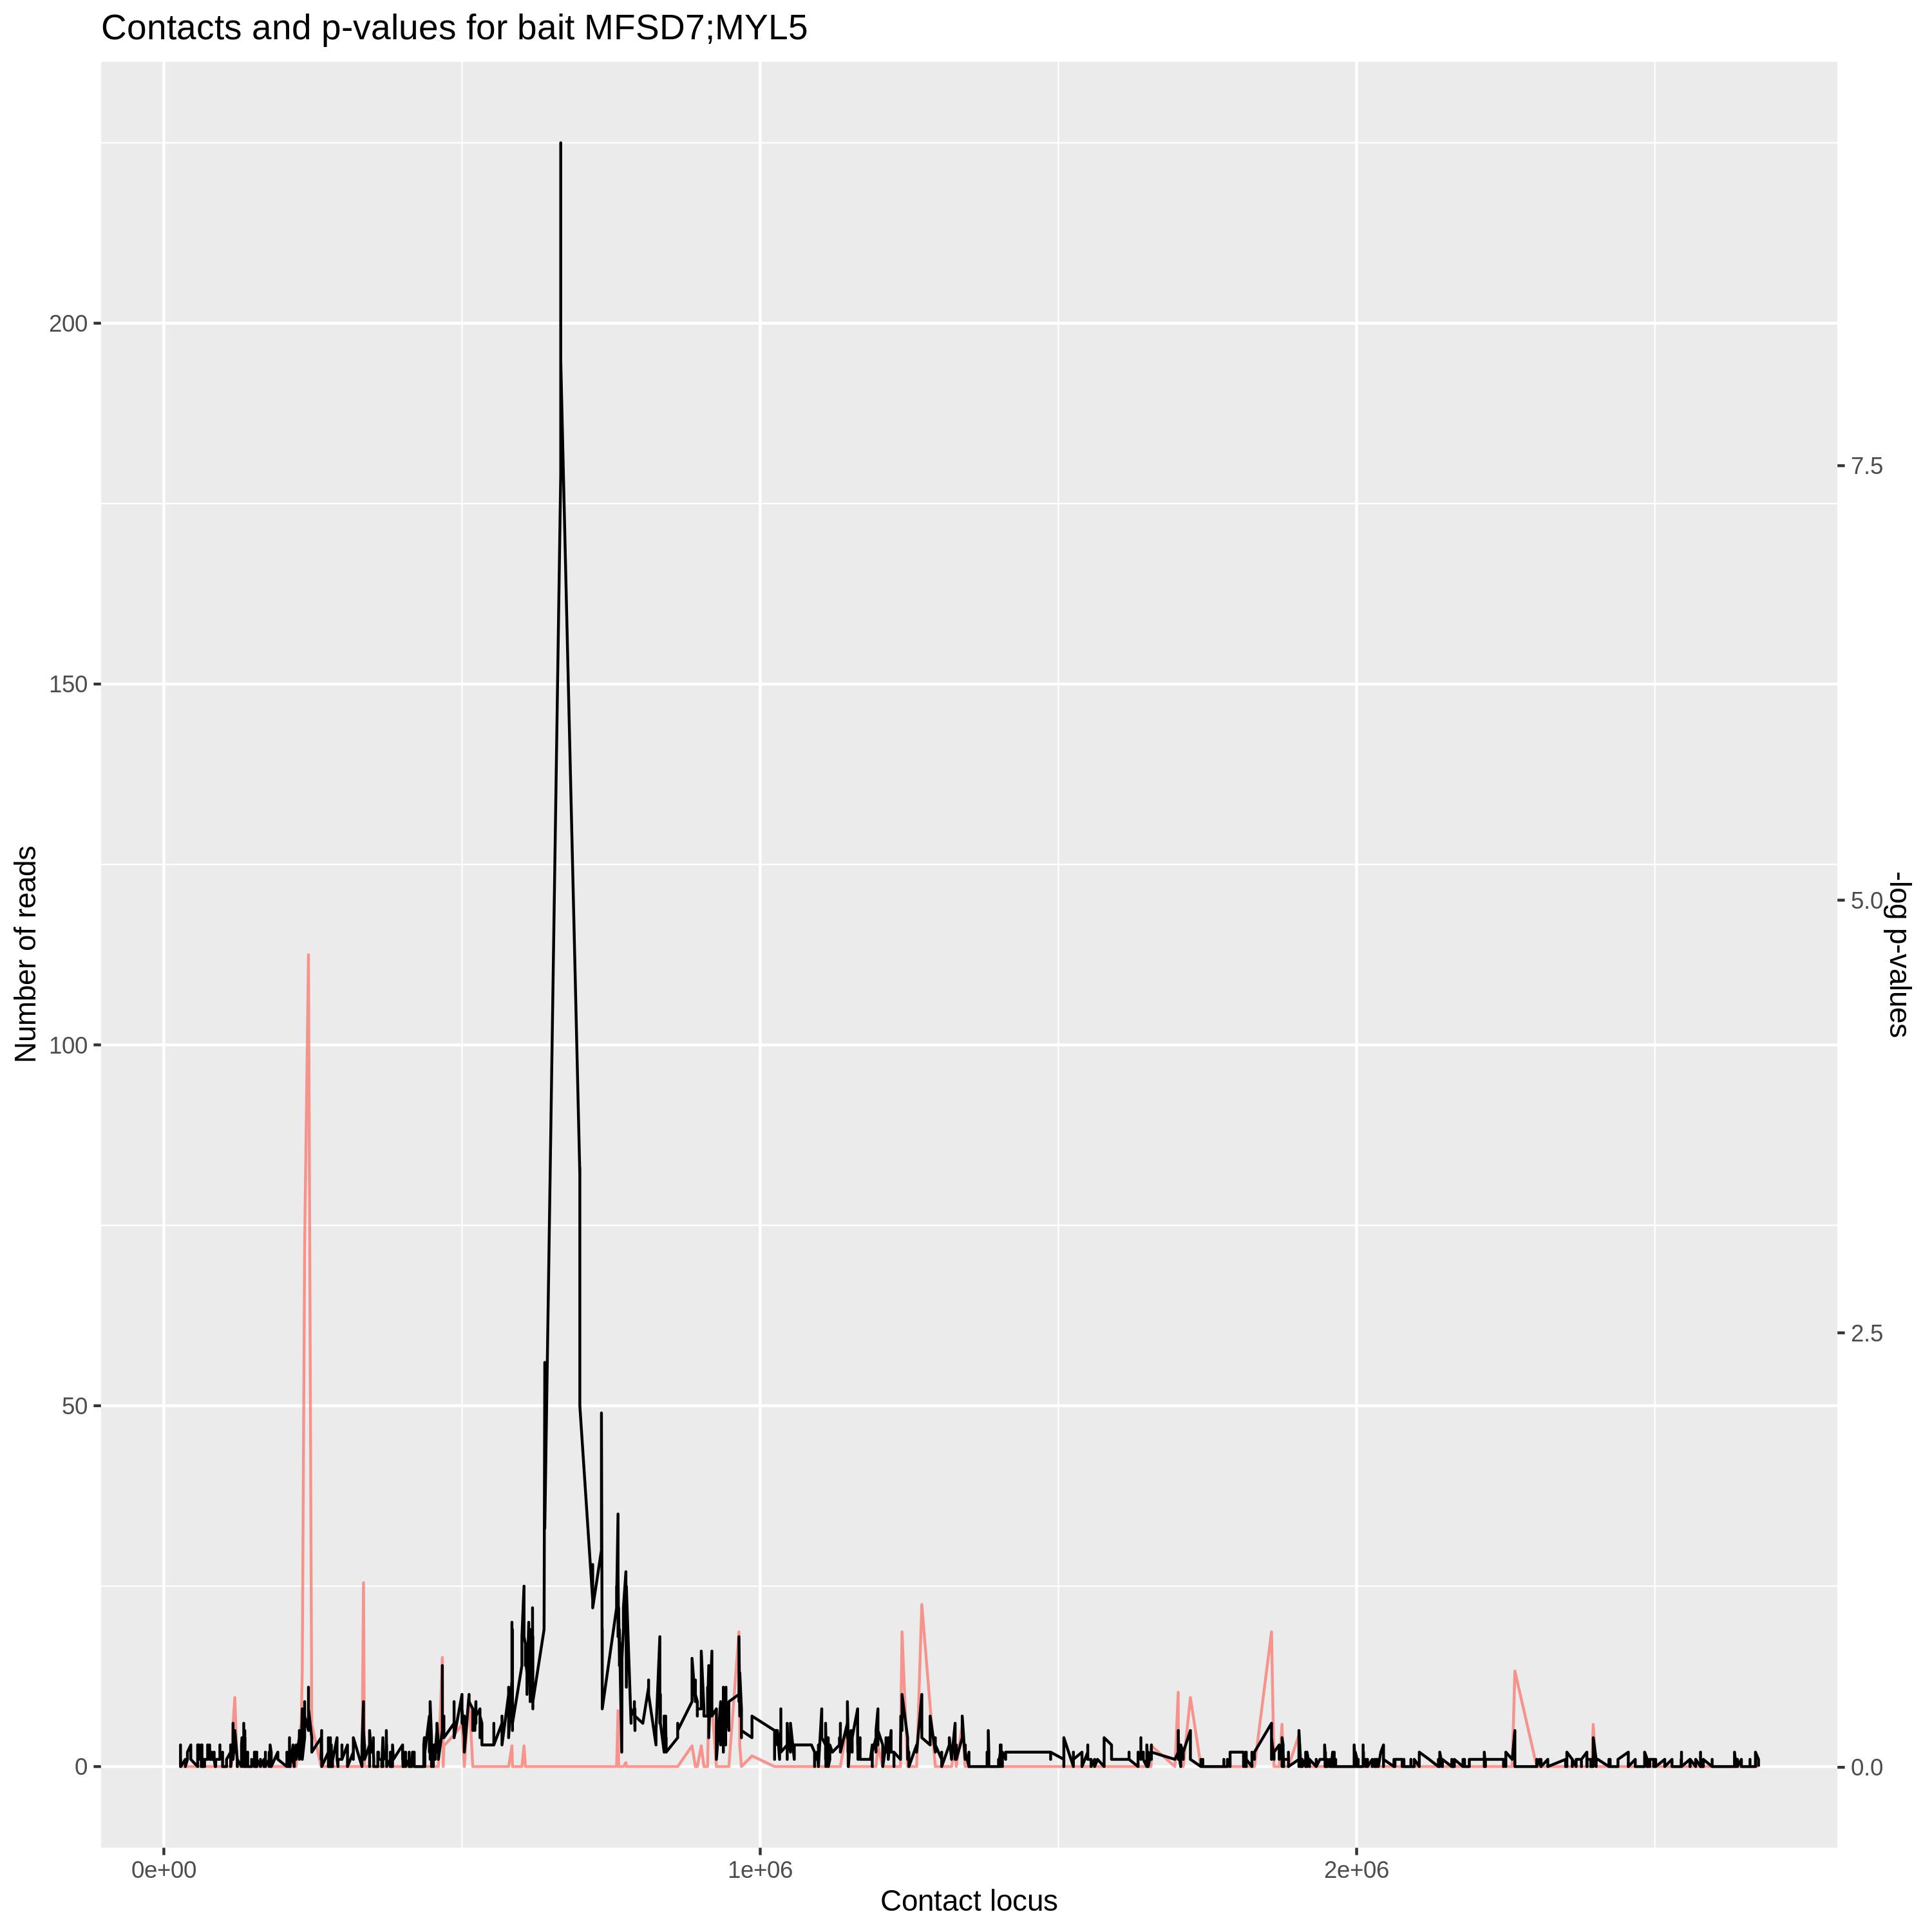 Contacts and p-values for bait MFSD7;MYL5
Number of reads
200
150
100
50
0
7.5
5.0
2.5
0.0
-log p-values
0e+00
1e+06
2e+06
Contact locus